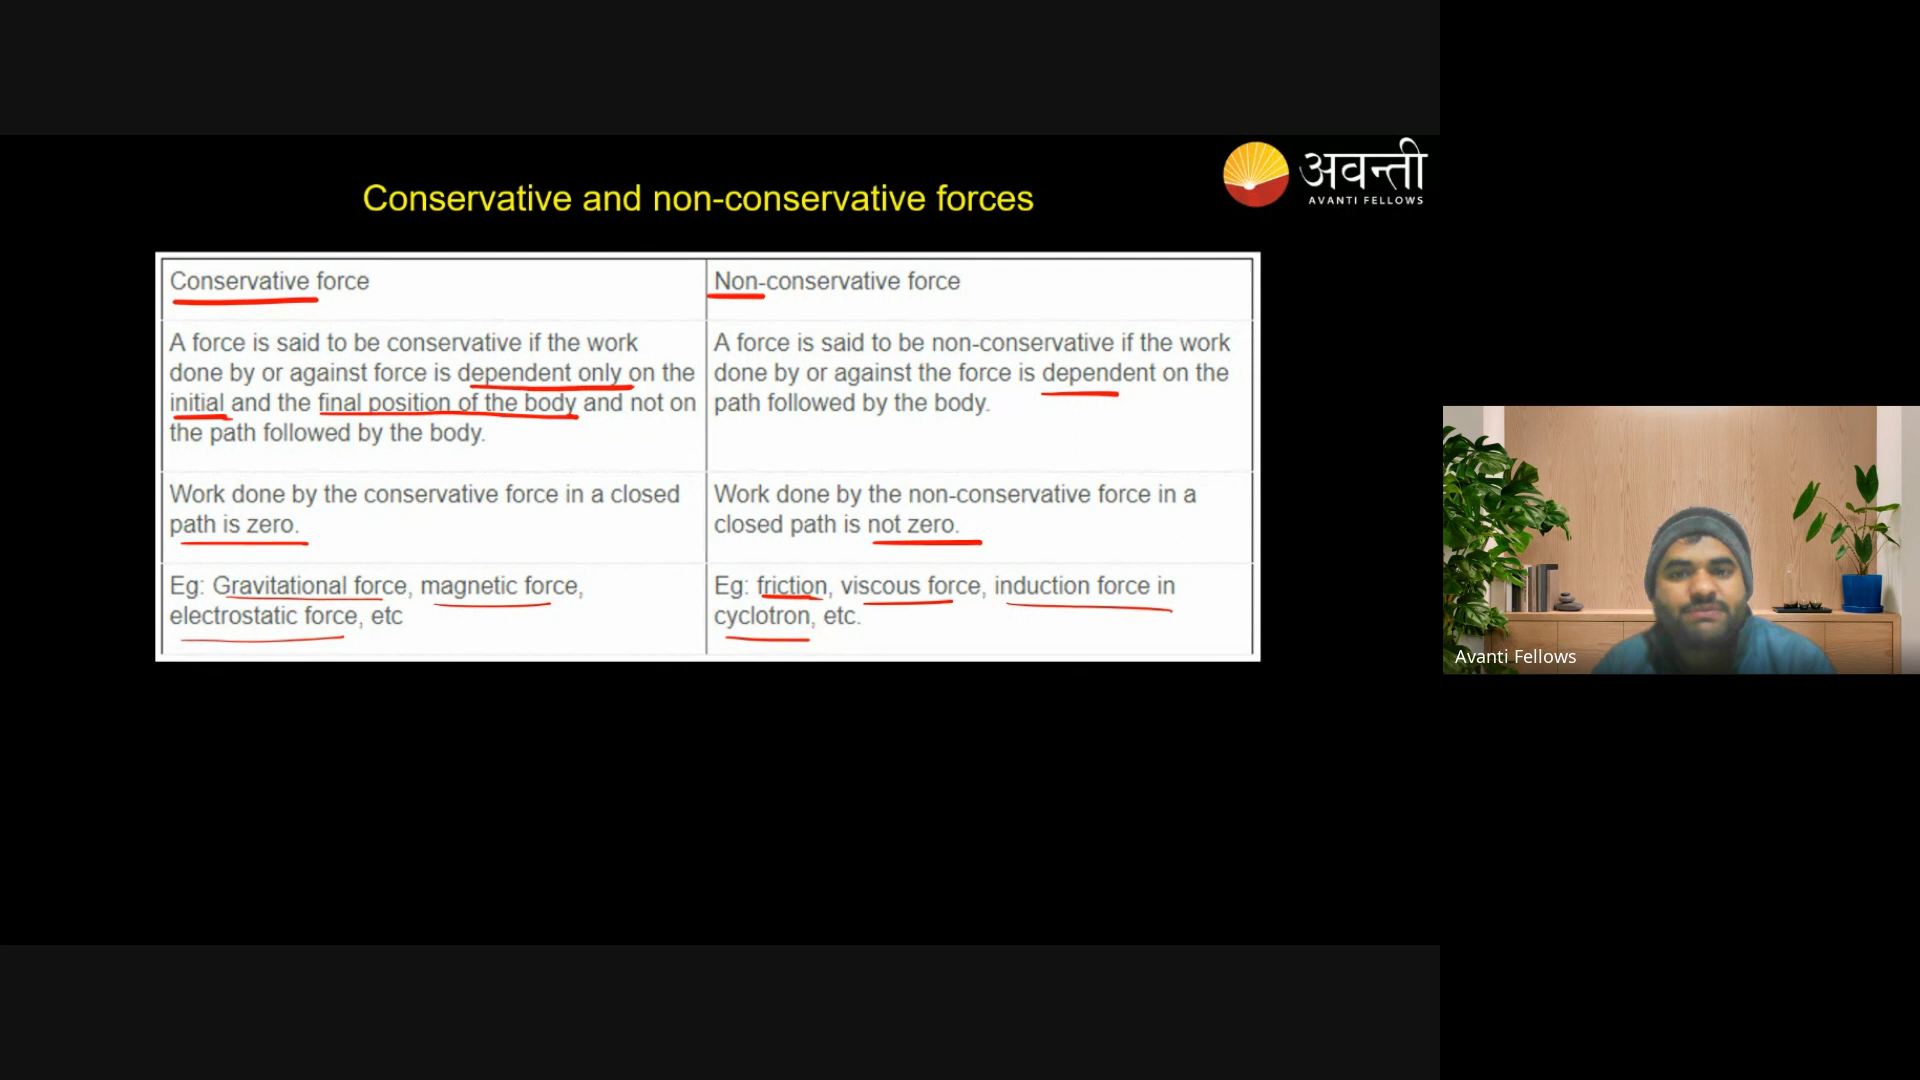 अवन्ती
AVANTI FELLOWS
Conservative and non-conservative forces
Conservative force
Non-conservative force
A force is said to be conservative if the work
done by or against force is dependent only on the
initial and the final position of the body and not on
the path followed by the body.
A force is said to be non-conservative if the work
done by or against the force is dependent on the
path followed by the body.
Work done by the conservative force in a closed
path is zero.
Work done by the non-conservative force in a
closed path is not zero.
Eg: Gravitational force, magnetic force,
electrostatic force, etc
Eg: friction, viscous force, induction force in
cyclotron, etc.
Avanti Fellows